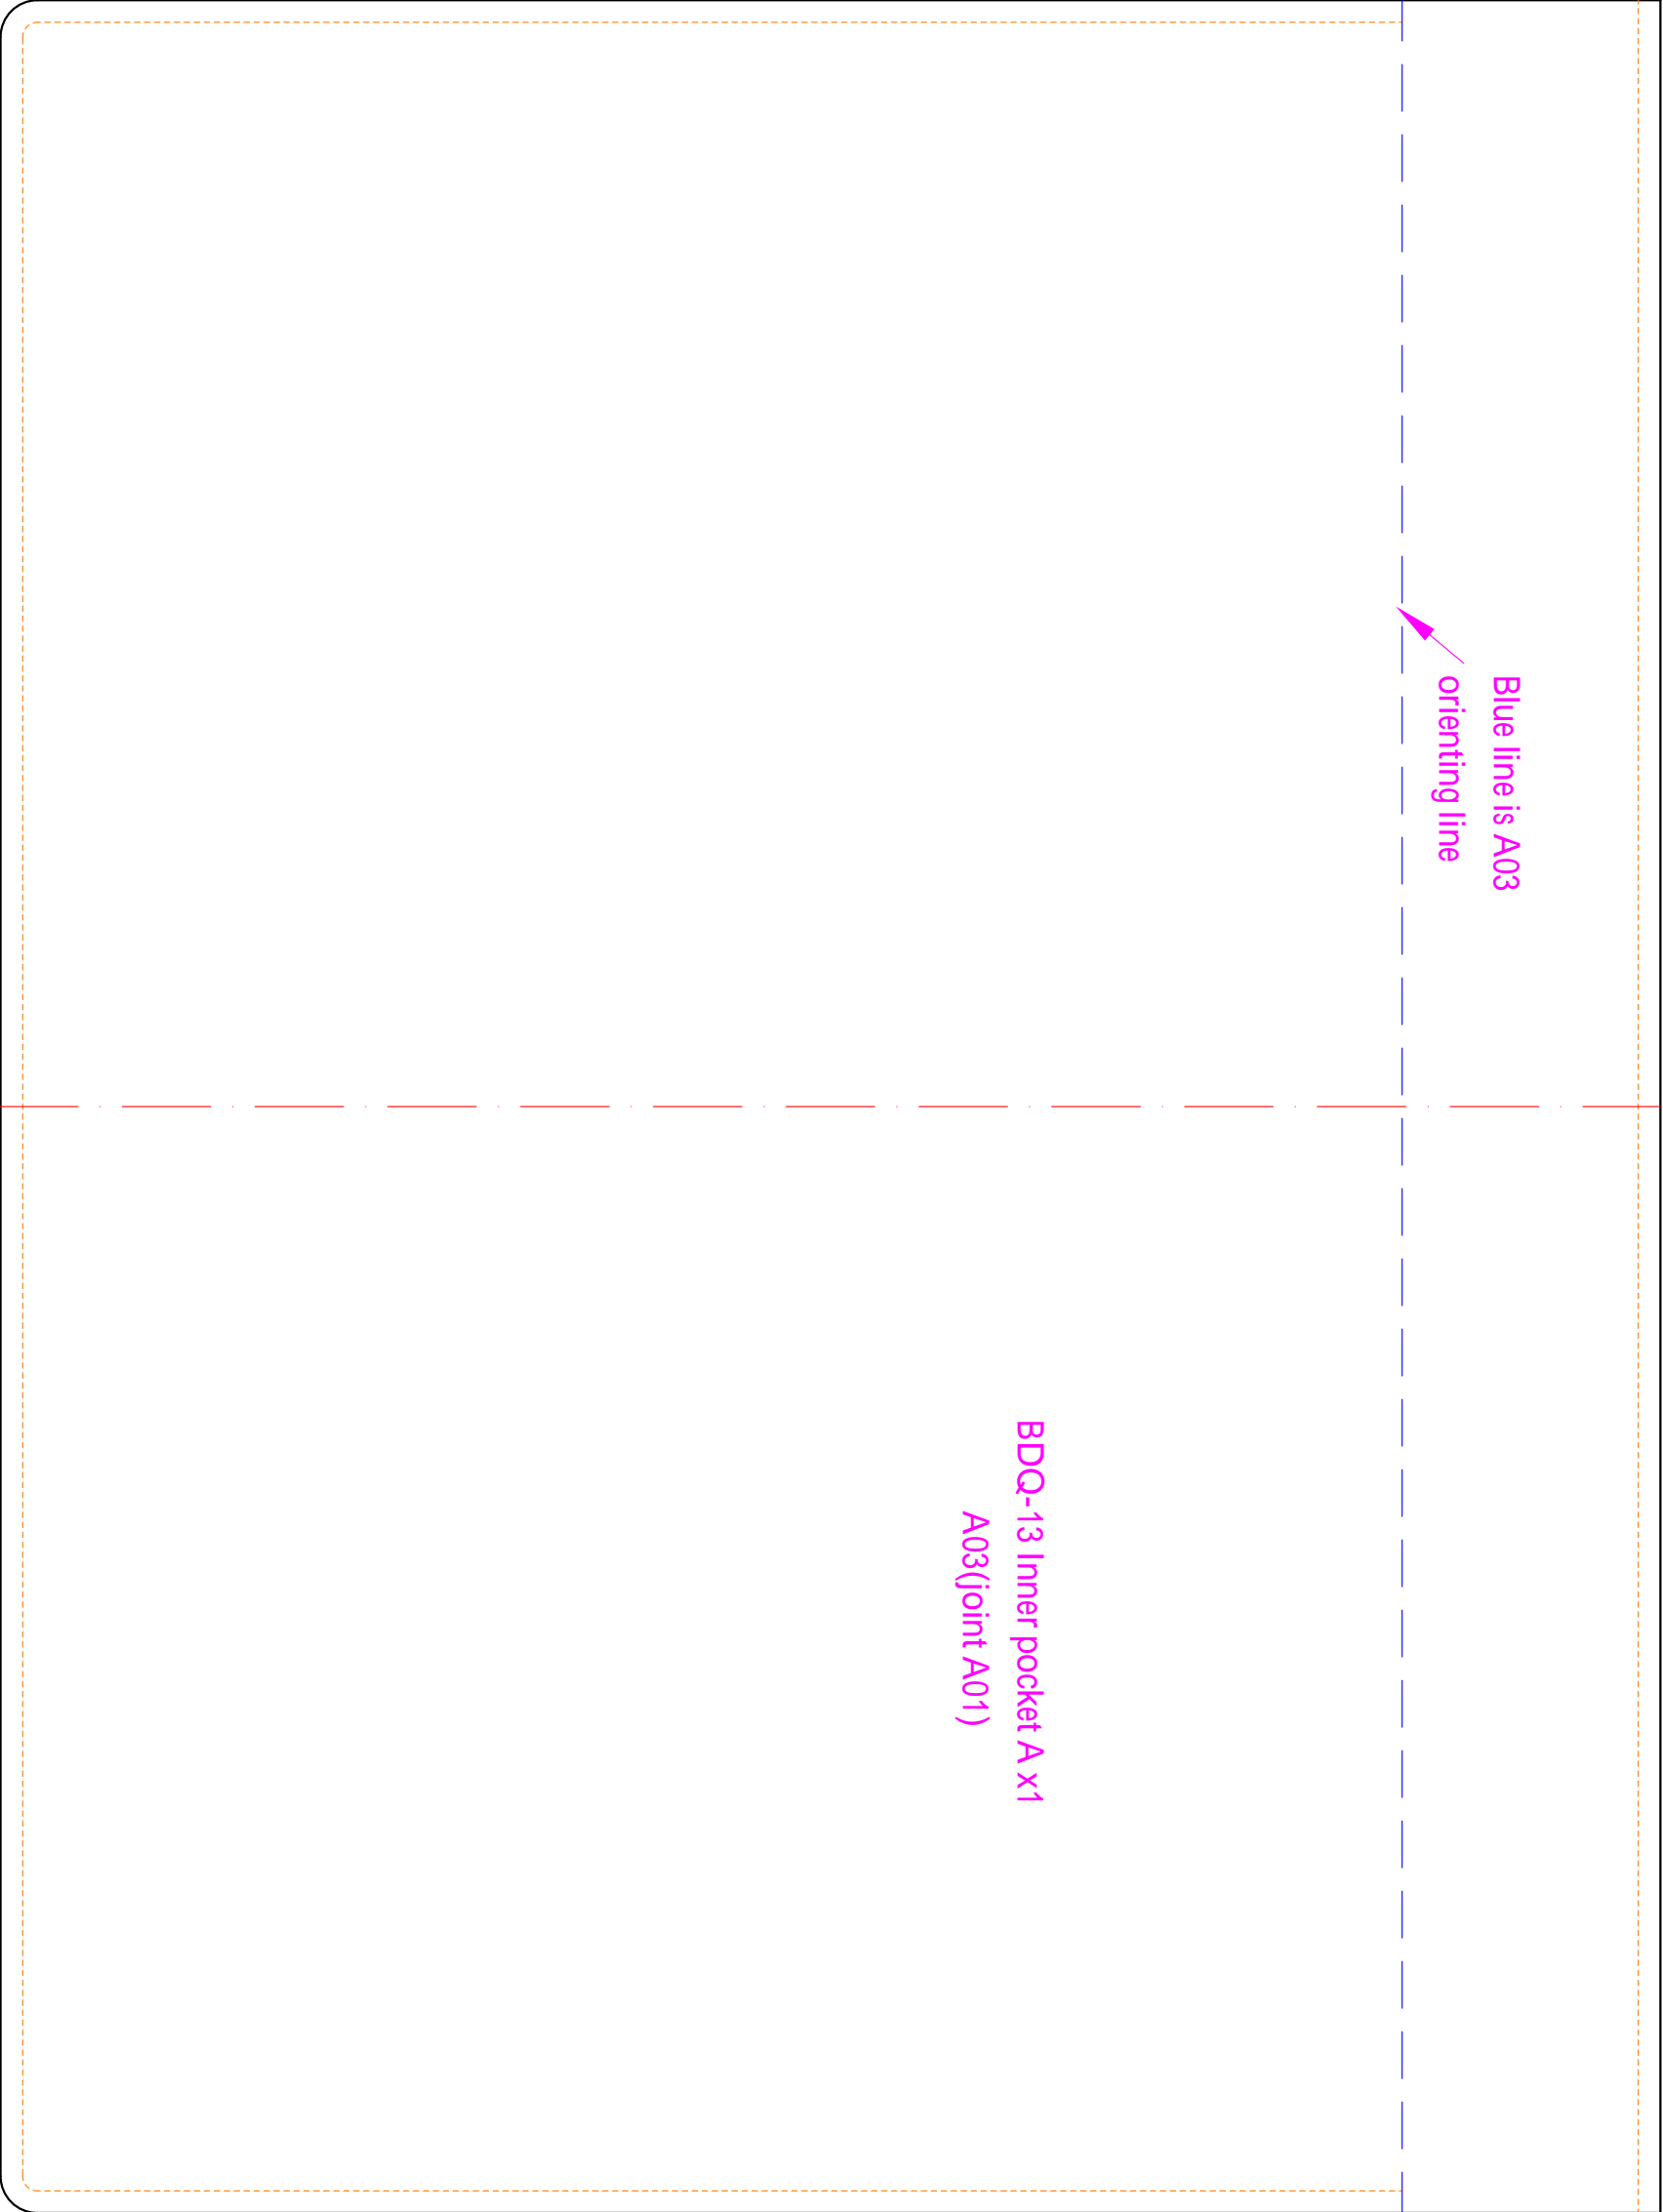 Blue line is A03
orienting line
BDQ-13 Inner pocket A x1
A03(joint A01)